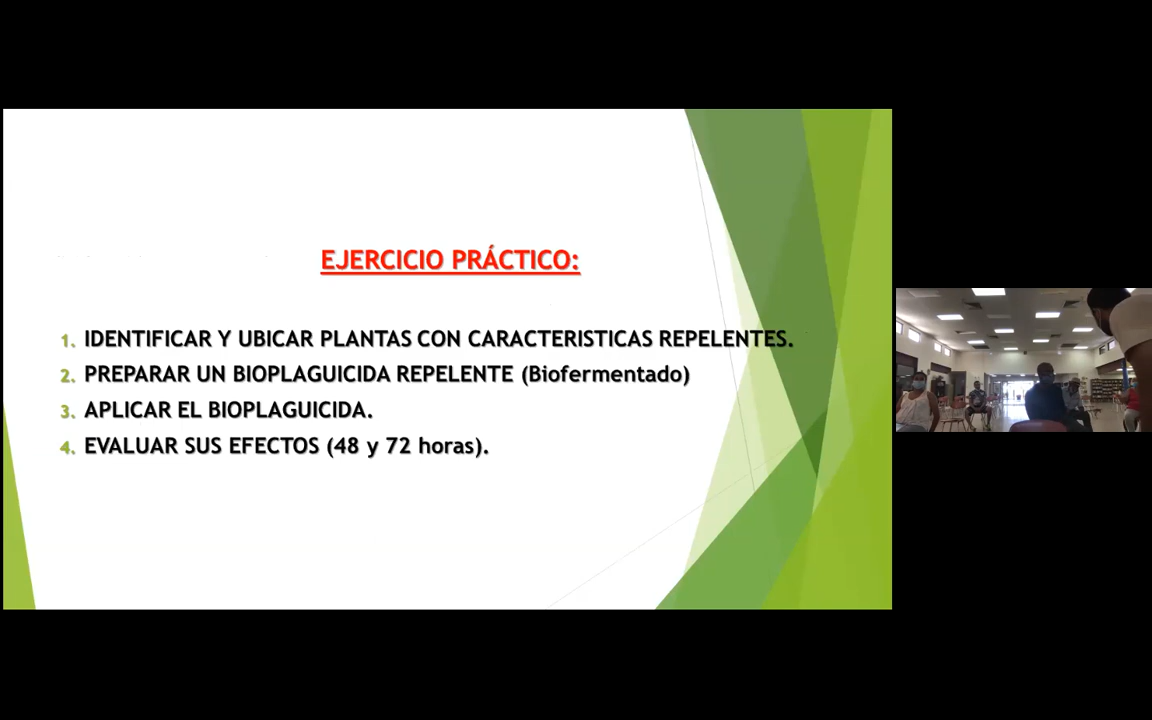 EJERCICIO PRÁCTICO:
1. IDENTIFICAR Y UBICAR PLANTAS CON CARACTERISTICAS REPELENTES.
2. PREPARAR UN BIOPLAGUICIDA REPELENTE (Biofermentado)
3. APLICAR EL BIOPLAGUICIDA.
4. EVALUAR SUS EFECTOS (48 y 72 horas).